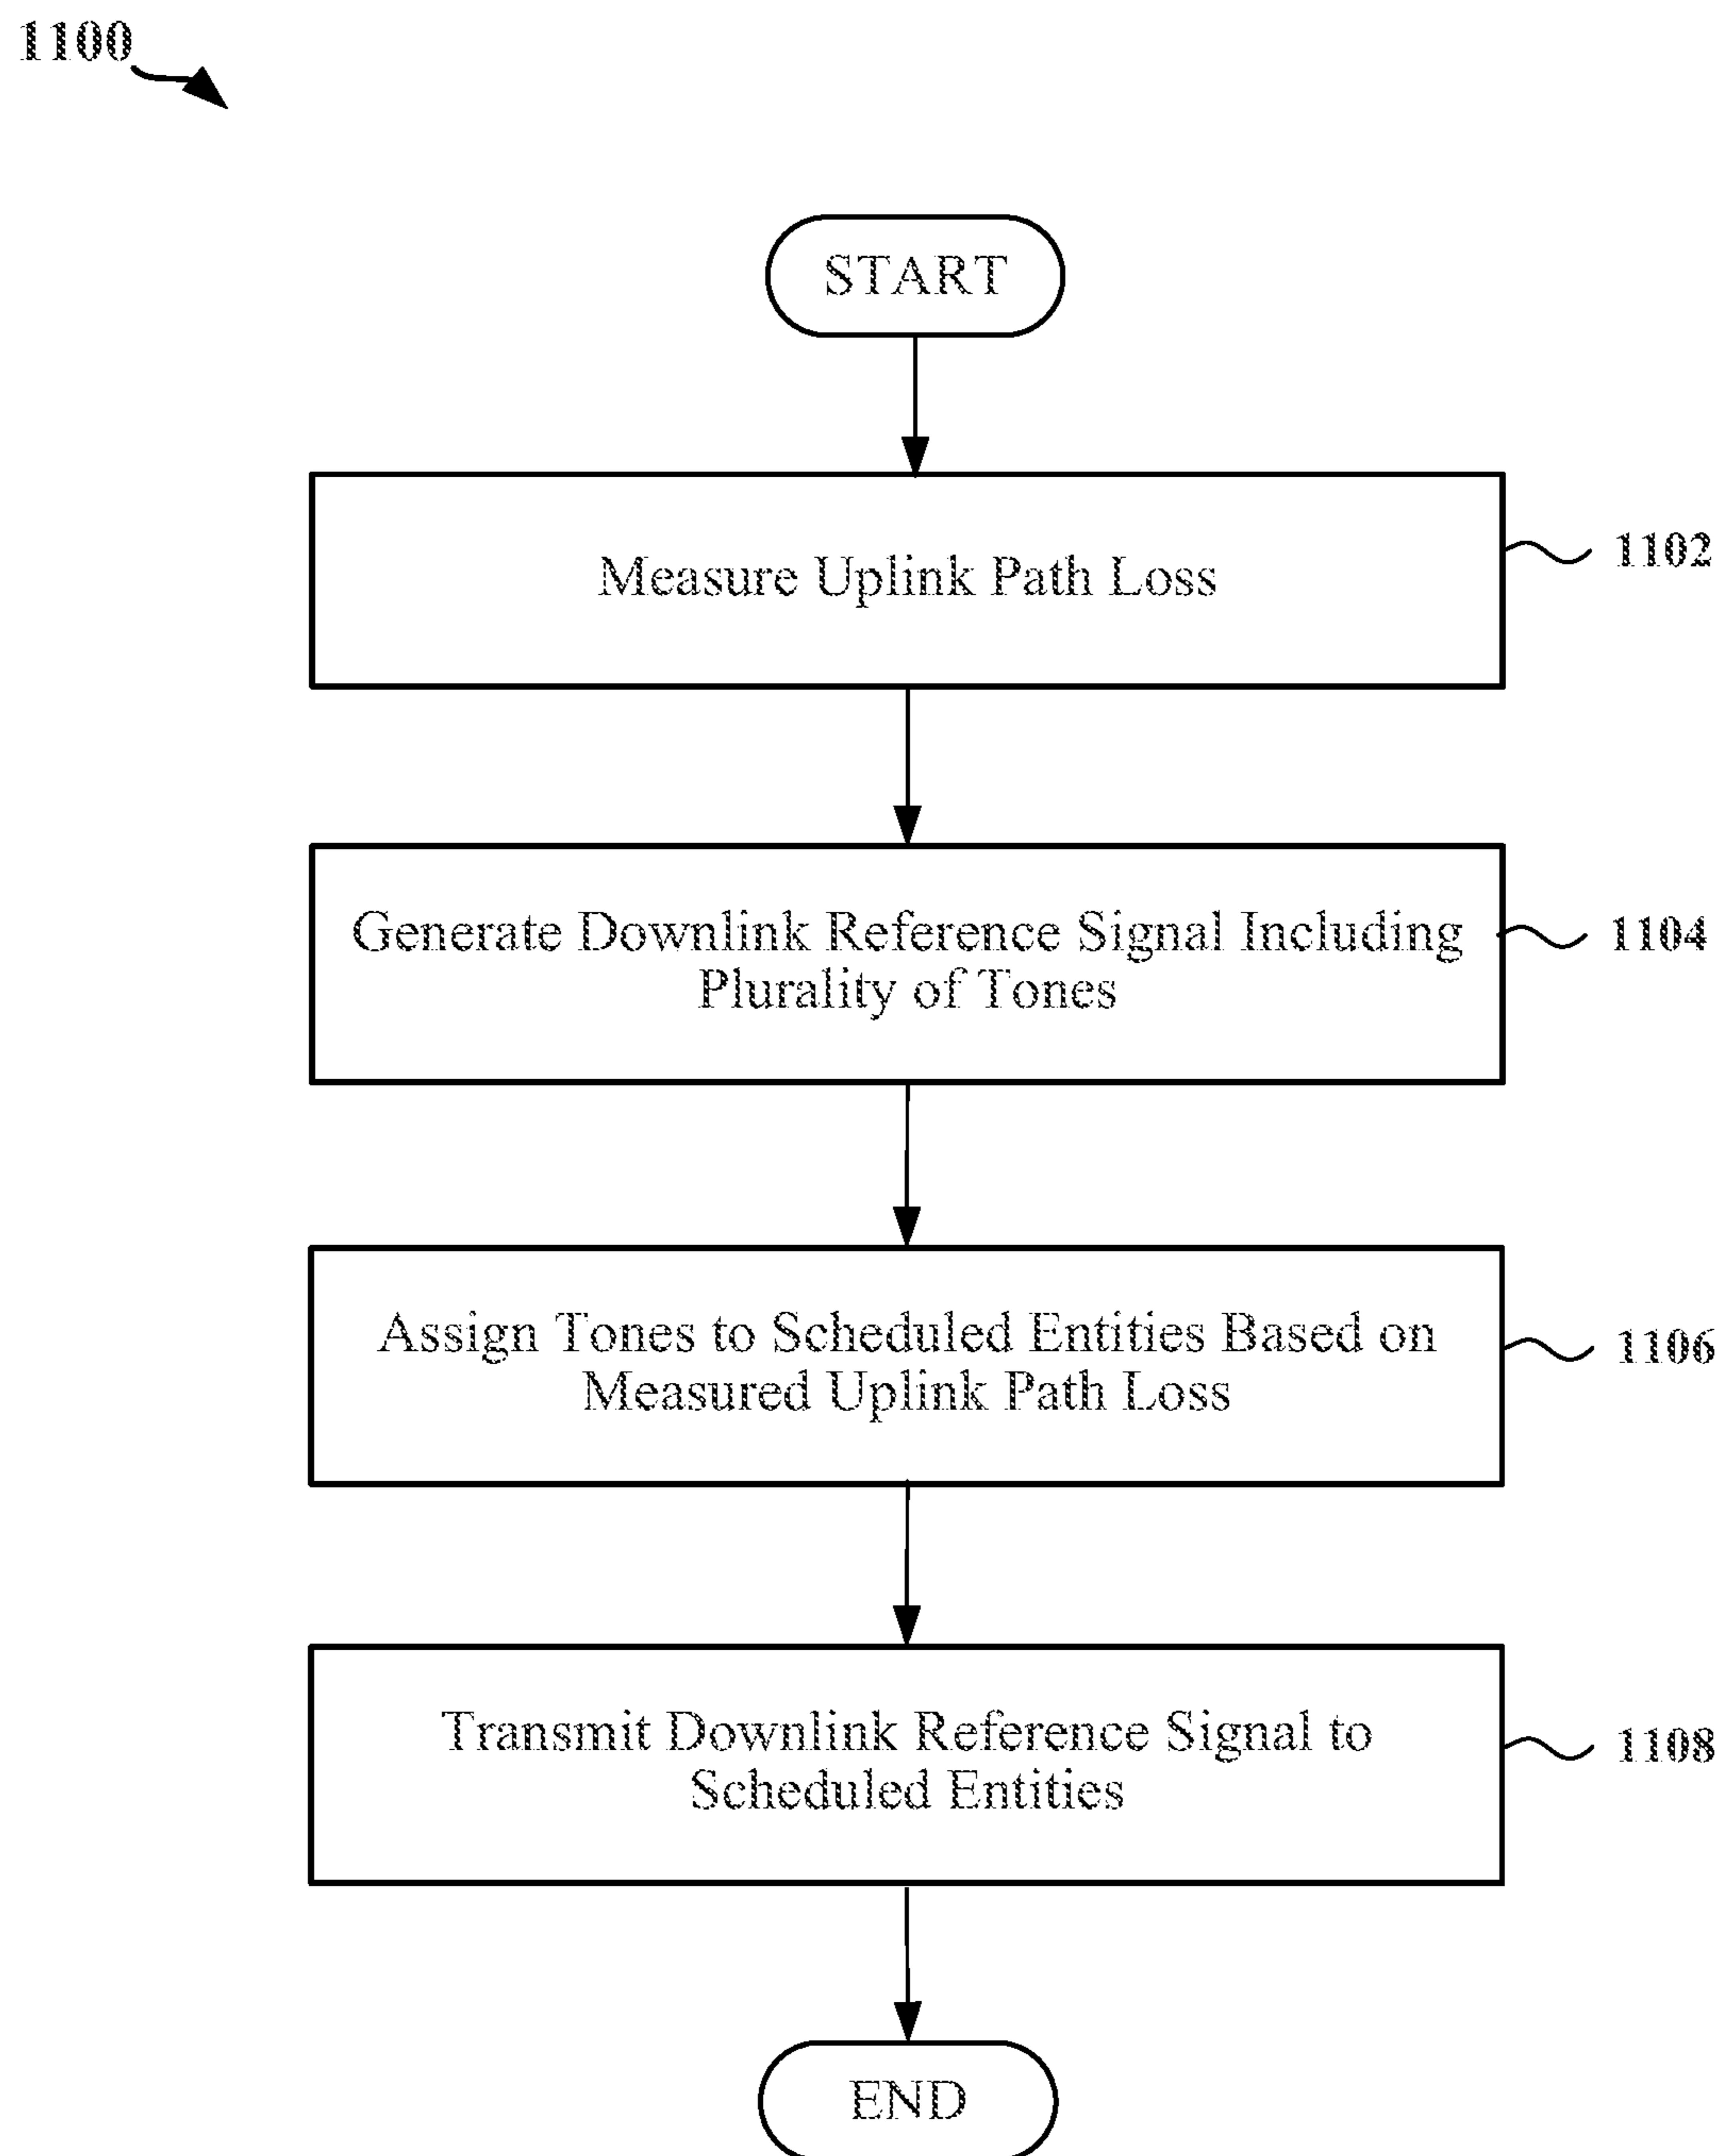 1100
START
Measure Uplink Path Loss
1102
Generate Downlink Reference Signal Including
Plurality of Tones
1104
Assign Tones to Scheduled Entities Based on
Measured Uplink Path Loss
1106
Transmit Downlink Reference Signal to
Scheduled Entities
1108
END